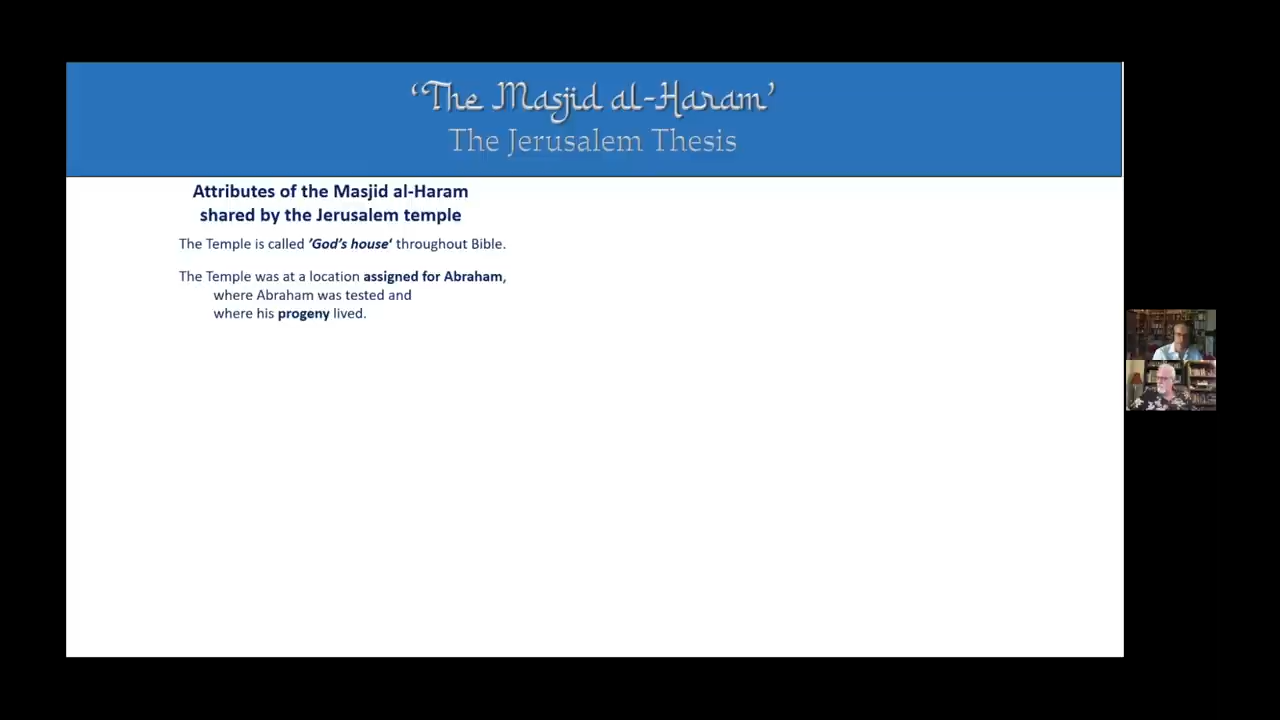 ‘The Masjid al-Haram’
The Jerusalem Thesis
Attributes of the Masjid al-Haram
shared by the Jerusalem temple
The Temple is called ’God’s house‘ throughout Bible.
The Temple was at a location assigned for Abraham,
where Abraham was tested and
where his progeny lived.